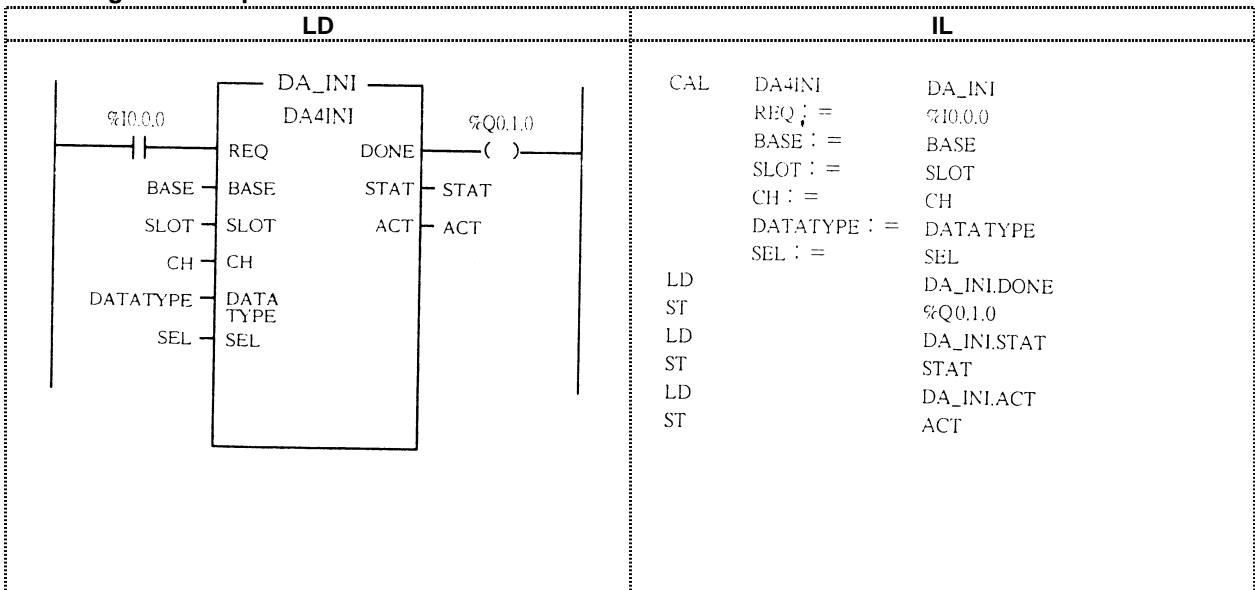 LD
IL
DA_INI
DA4INI
%I0.0.0
%Q0.1.0
REQ DONE
BASE BASE STAT STAT
SLOT SLOT ACT ACT
CH CH
DATATYPE DATA
TYPE
SEL SEL
CAL DA4INI DA_INI
REQ : = %I0.0.0
BASE : = BASE
SLOT : = SLOT
CH : = CH
DATATYPE : = DATATYPE
SEL : = SEL
LD DA_INI.DONE
ST %Q0.1.0
LD DA_INI.STAT
ST STAT
LD DA_INI.ACT
ST ACT